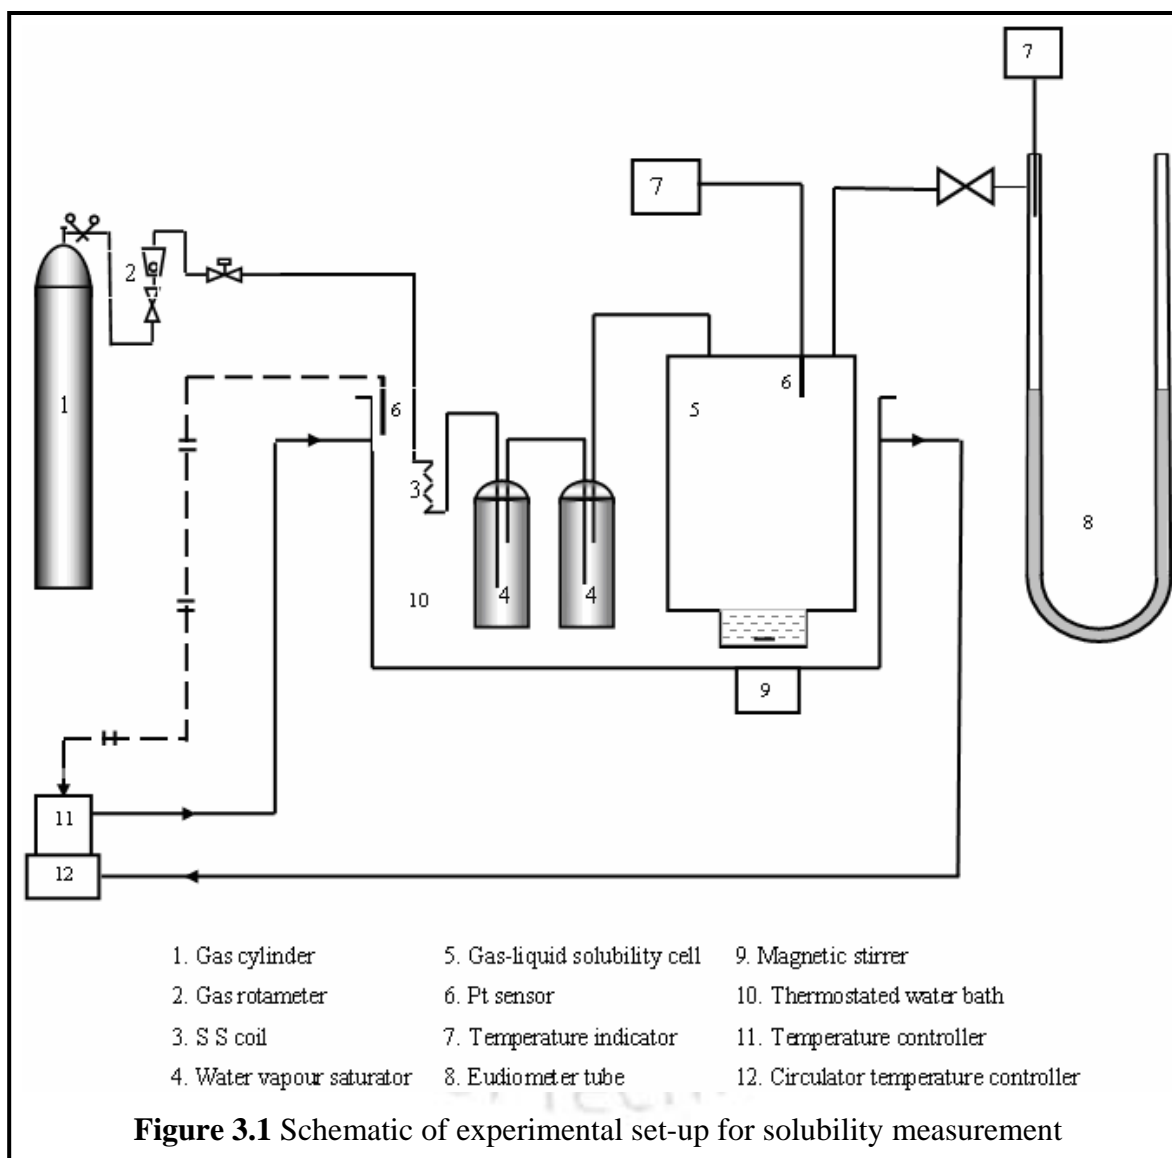 7
7
2
6
1
6
5
3
8
4
4
10
9
11
12
1. Gas cylinder
5. Gas-liquid solubility cell
9. Magnetic stirrer
2. Gas rotameter
6. Pt sensor
10. Thermostated water bath
3. S S coil
7. Temperature indicator
11. Temperature controller
4. Water vapour saturator
8. Eudiometer tube
12. Circulator temperature controller
Figure 3.1 Schematic of experimental set-up for solubility measurement